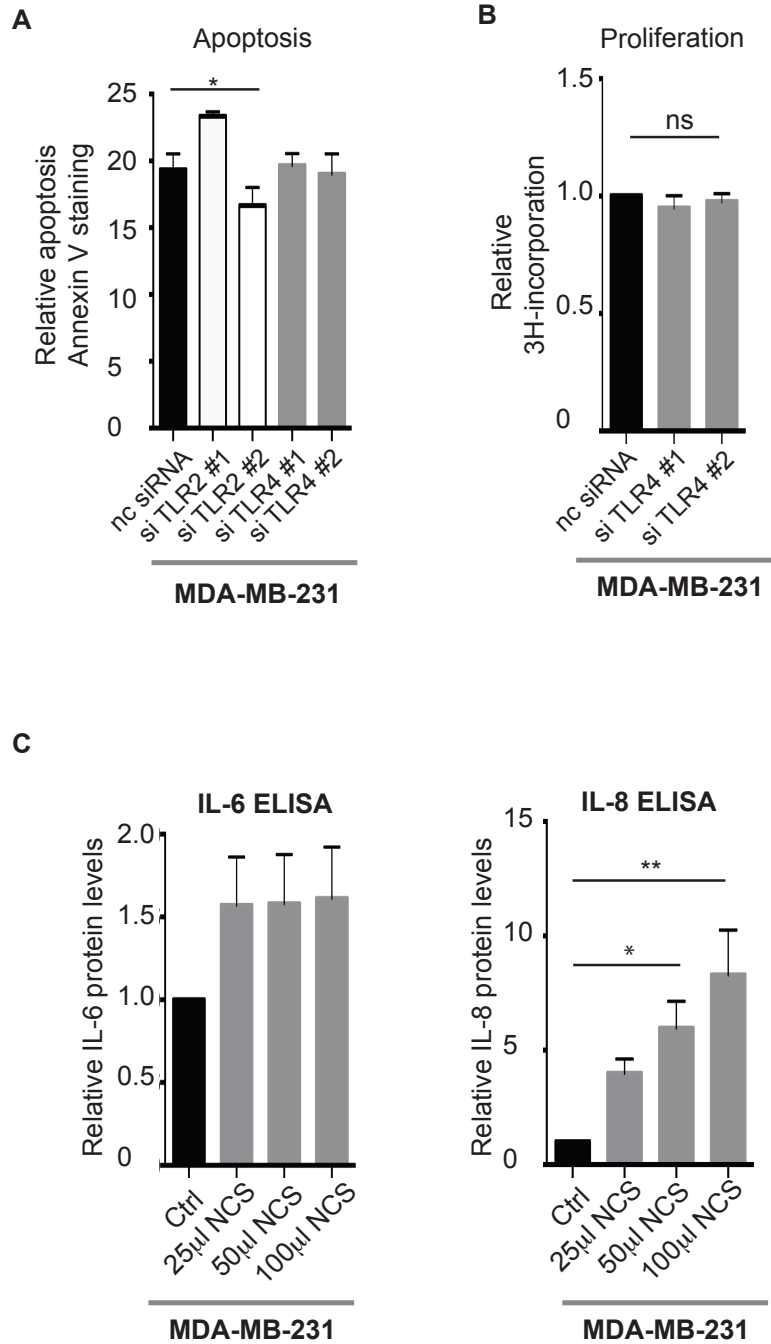 A
Apoptosis
*
Relative apoptosis
Annexin V staining
25
20
15
10
5
0
nc siRNA
si TLR2 #1
si TLR2 #2
si TLR4 #1
si TLR4 #2
MDA-MB-231
B
Proliferation
ns
Relative
3H-incorporation
1.5
1.0
0.5
0
nc siRNA
si TLR4 #1
si TLR4 #2
MDA-MB-231
C
IL-6 ELISA
Relative IL-6 protein levels
2.0
1.5
1.0
0.5
0
Ctrl
25µl NCS
50µl NCS
100µl NCS
MDA-MB-231
IL-8 ELISA
**
*
Relative IL-8 protein levels
15
10
5
0
Ctrl
25µl NCS
50µl NCS
100µl NCS
MDA-MB-231